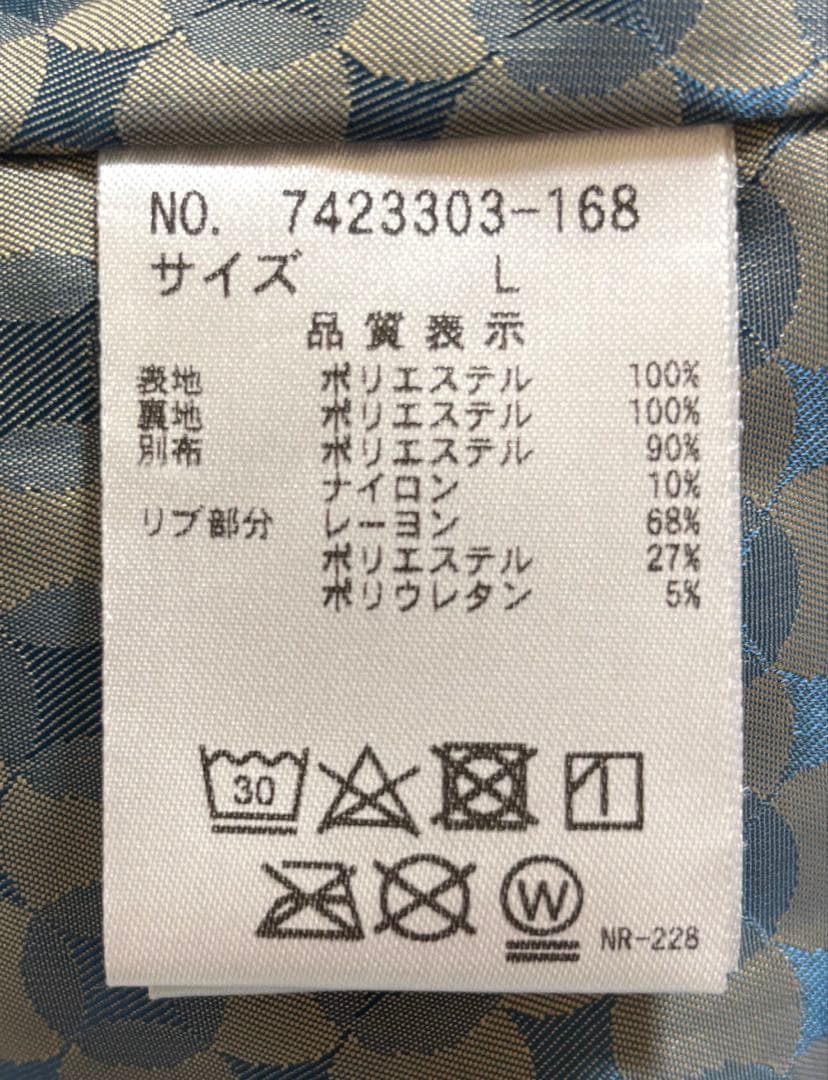 NO. 7423303-168
サイズ L
品質表示
表地 ポリエステル 100%
裏地 ポリエステル 100%
別布 ポリエステル 90%
ナイロン 10%
リブ部分 レーヨン 68%
ポリエステル 27%
ポリウレタン 5%
30
W
NR-228